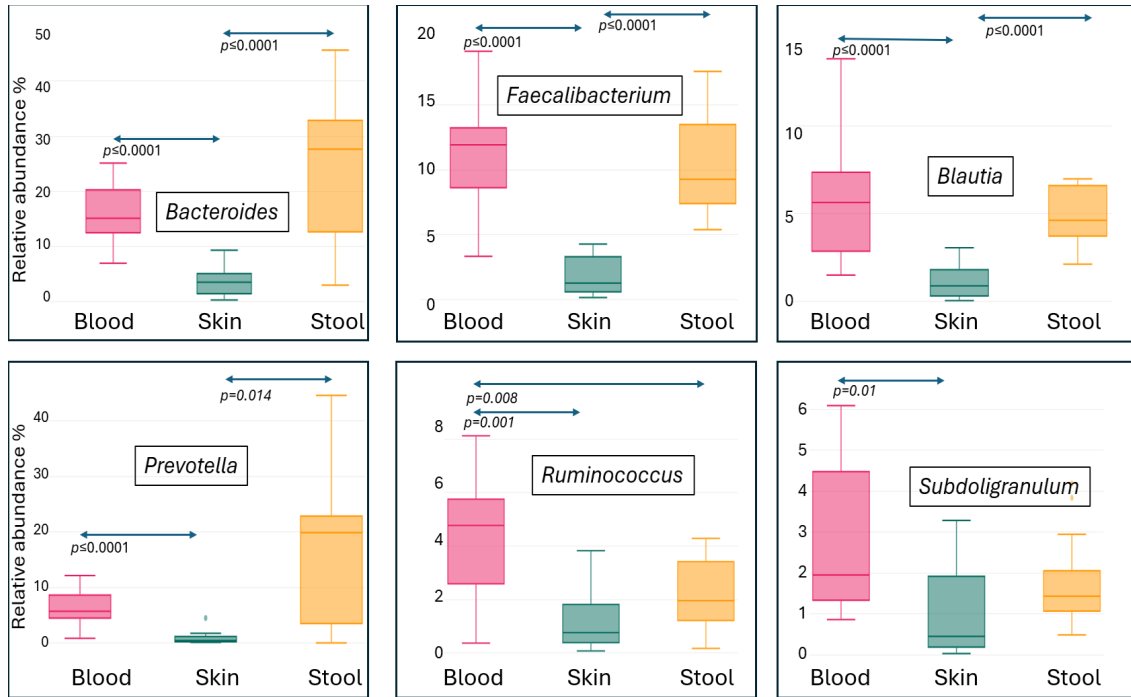 50
40
30
20
10
0
Relative abundance %
p≤0.0001
p≤0.0001
Bacteroides
Blood Skin Stool
20
15
10
5
0
p≤0.0001
p≤0.0001
Faecalibacterium
Blood Skin Stool
15
10
5
0
p≤0.0001
p≤0.0001
Blautia
Blood Skin Stool
40
30
20
10
0
Relative abundance %
p=0.014
Prevotella
p≤0.0001
Blood Skin Stool
8
6
4
2
0
p=0.008
p=0.001
Ruminococcus
Blood Skin Stool
6
5
4
3
2
1
0
p=0.01
Subdoligranulum
Blood Skin Stool